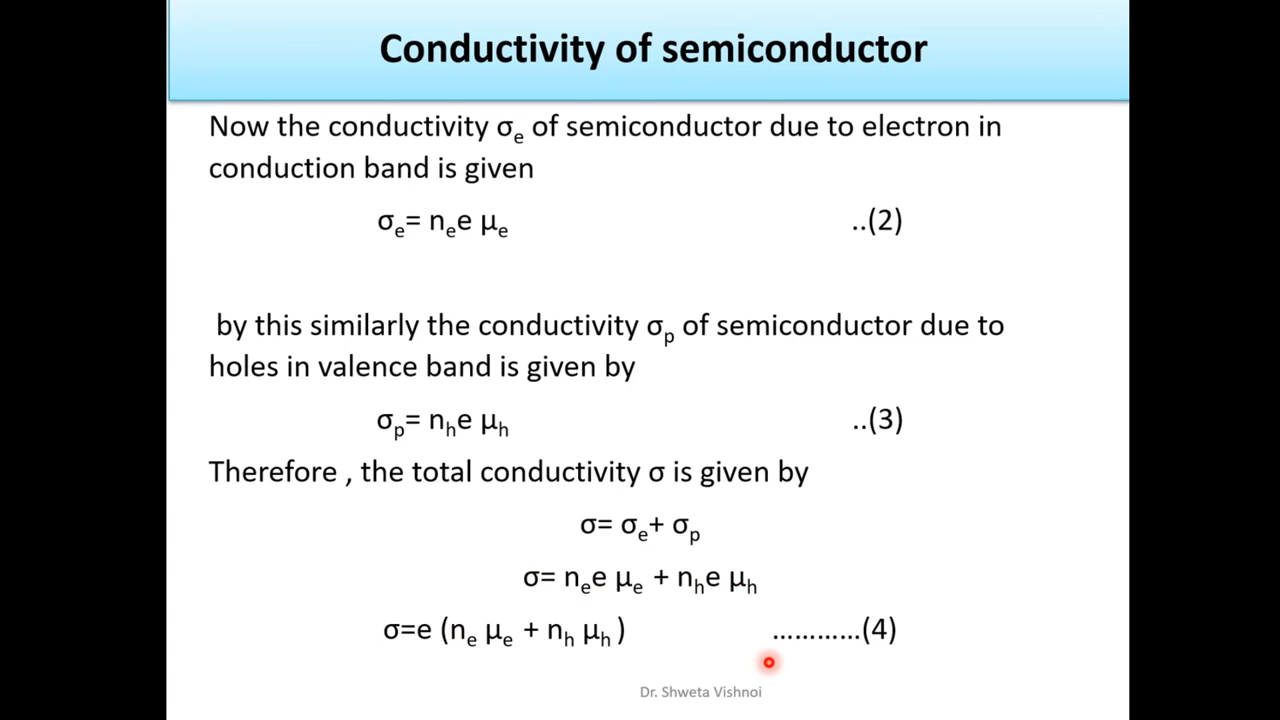 Conductivity of semiconductor
Now the conductivity σₑ of semiconductor due to electron in
conduction band is given
σₑ= nₑe µₑ ..(2)
by this similarly the conductivity σₚ of semiconductor due to
holes in valence band is given by
σₚ= nₕe µₕ ..(3)
Therefore , the total conductivity σ is given by
σ= σₑ+ σₚ
σ= nₑe µₑ + nₕe µₕ
σ=e (nₑ µₑ + nₕ µₕ ) …………(4)
Dr. Shweta Vishnoi